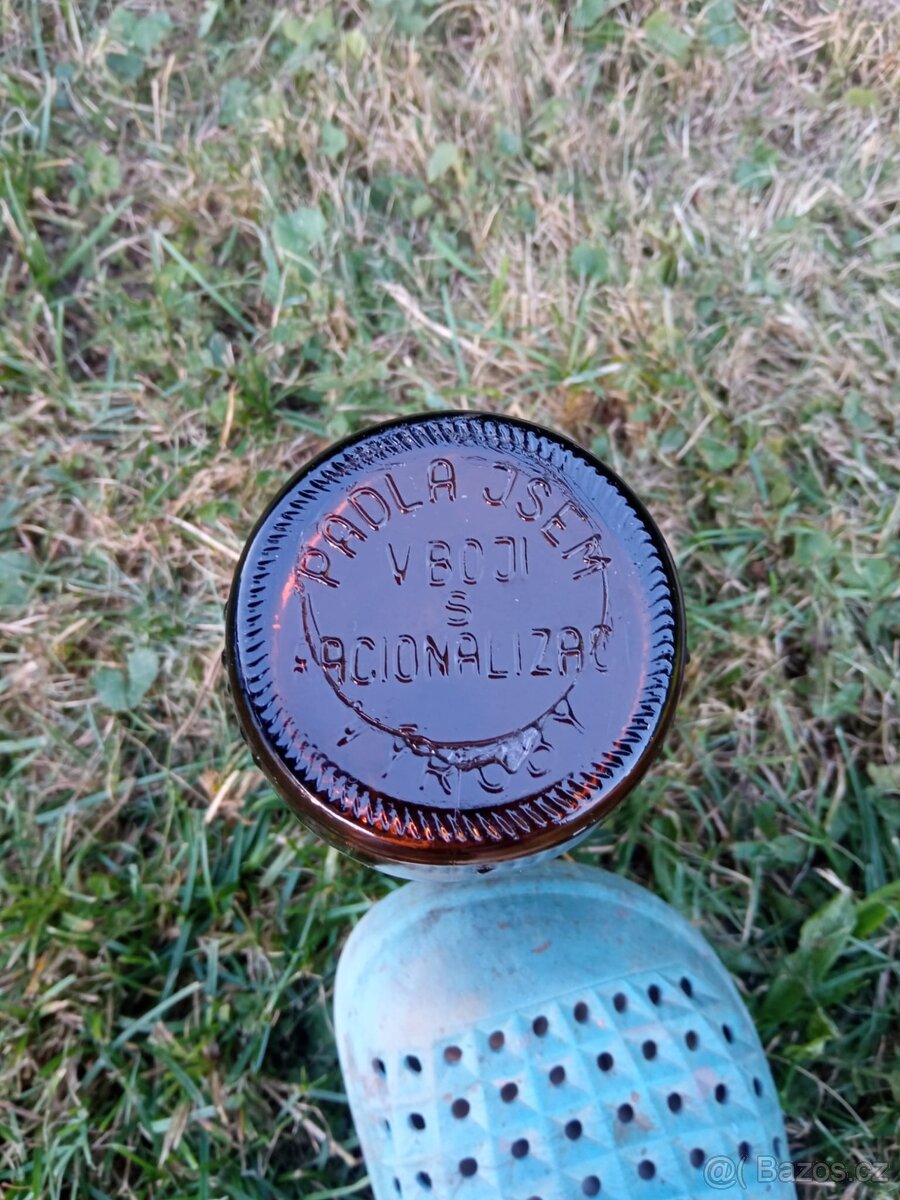 PADLA JSEM
V BOJI
S
RACIONALIZACÍ
@Bazos.cz